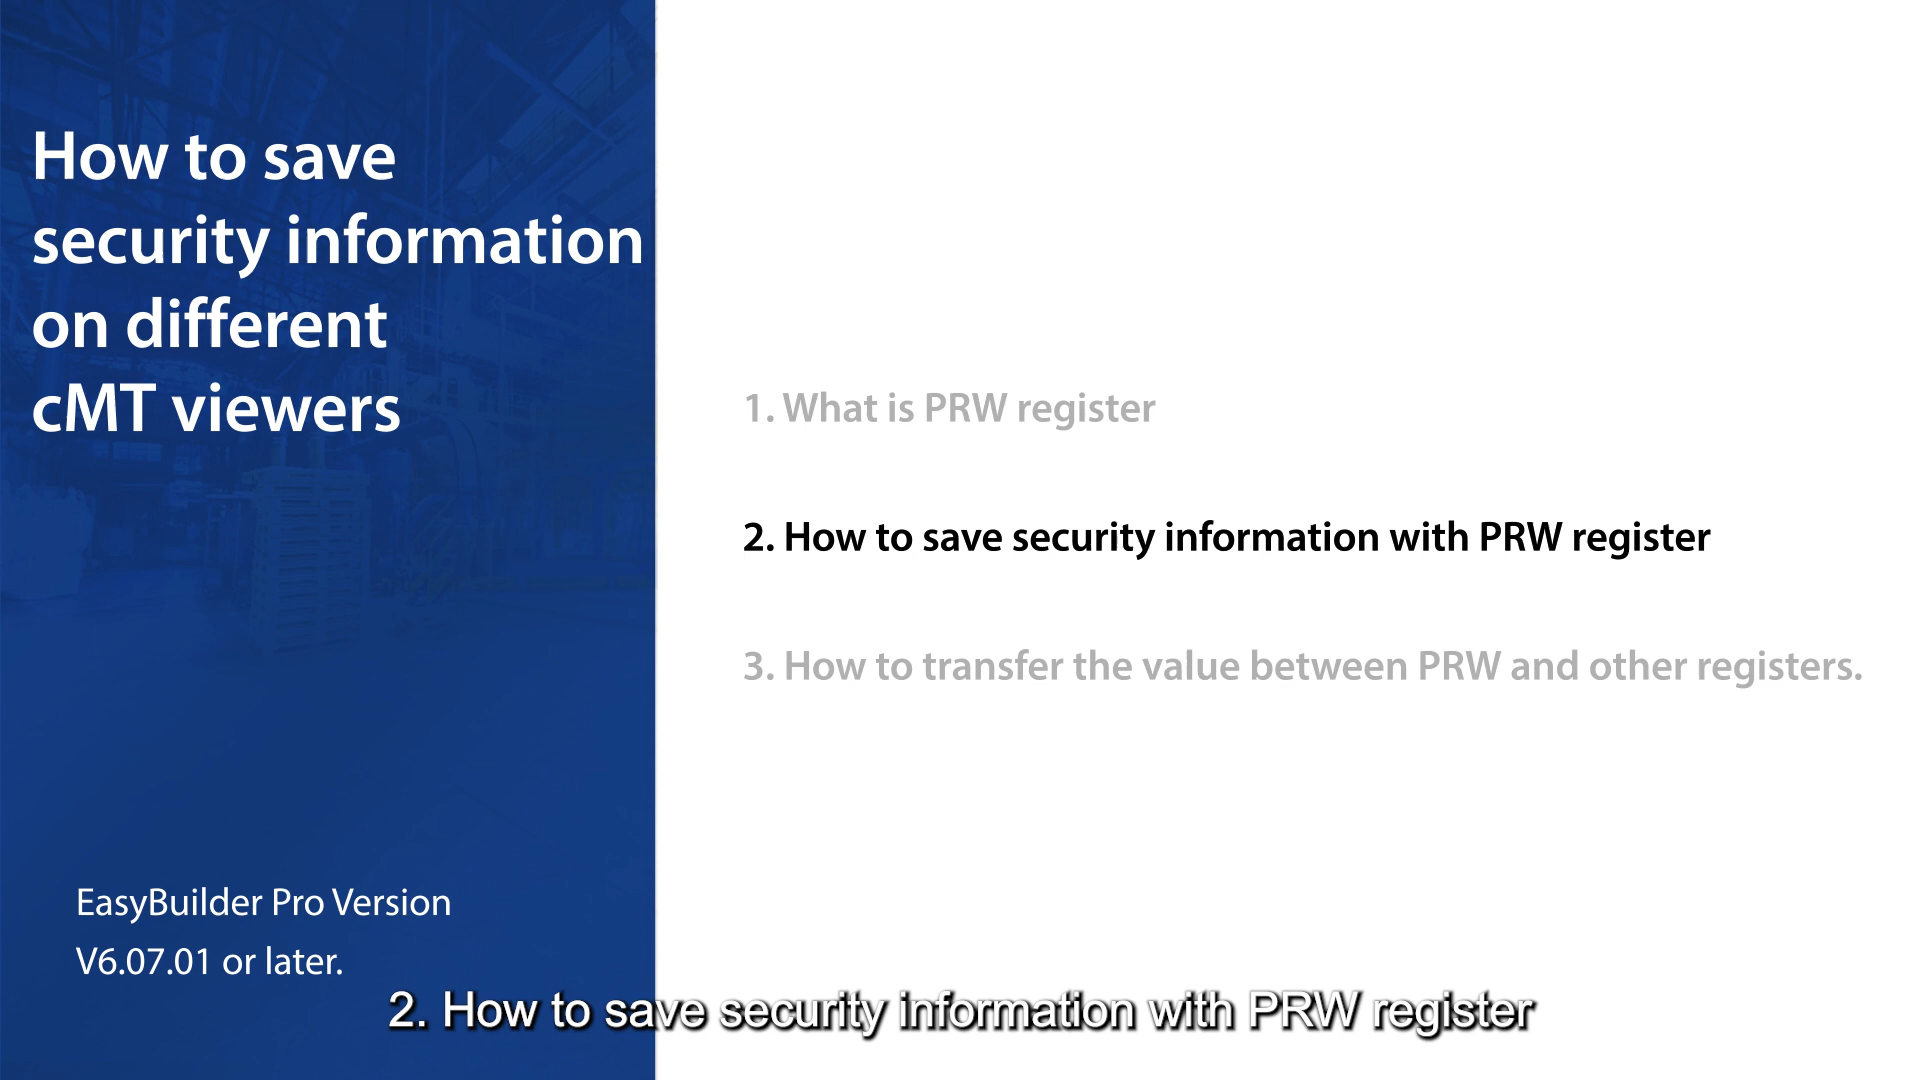 How to save
security information
on different
cMT viewers
1. What is PRW register
2. How to save security information with PRW register
3. How to transfer the value between PRW and other registers.
EasyBuilder Pro Version
V6.07.01 or later.
2. How to save security information with PRW register